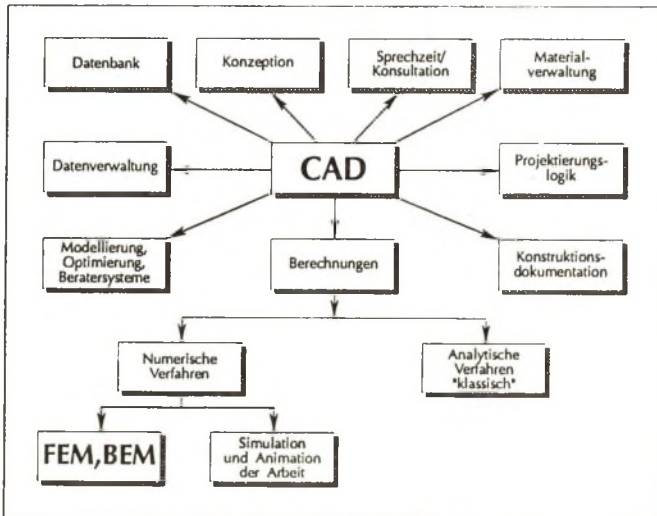 Datenbank
Konzeption
Sprechzeit/
Konsultation
Material-
verwaltung
Datenverwaltung
CAD
Projektierungs-
logik
Modellierung,
Optimierung,
Beratersysteme
Berechnungen
Konstruktions-
dokumentation
Numerische
Verfahren
Analytische
Verfahren
"klassisch"
FEM, BEM
Simulation
und Animation
der Arbeit